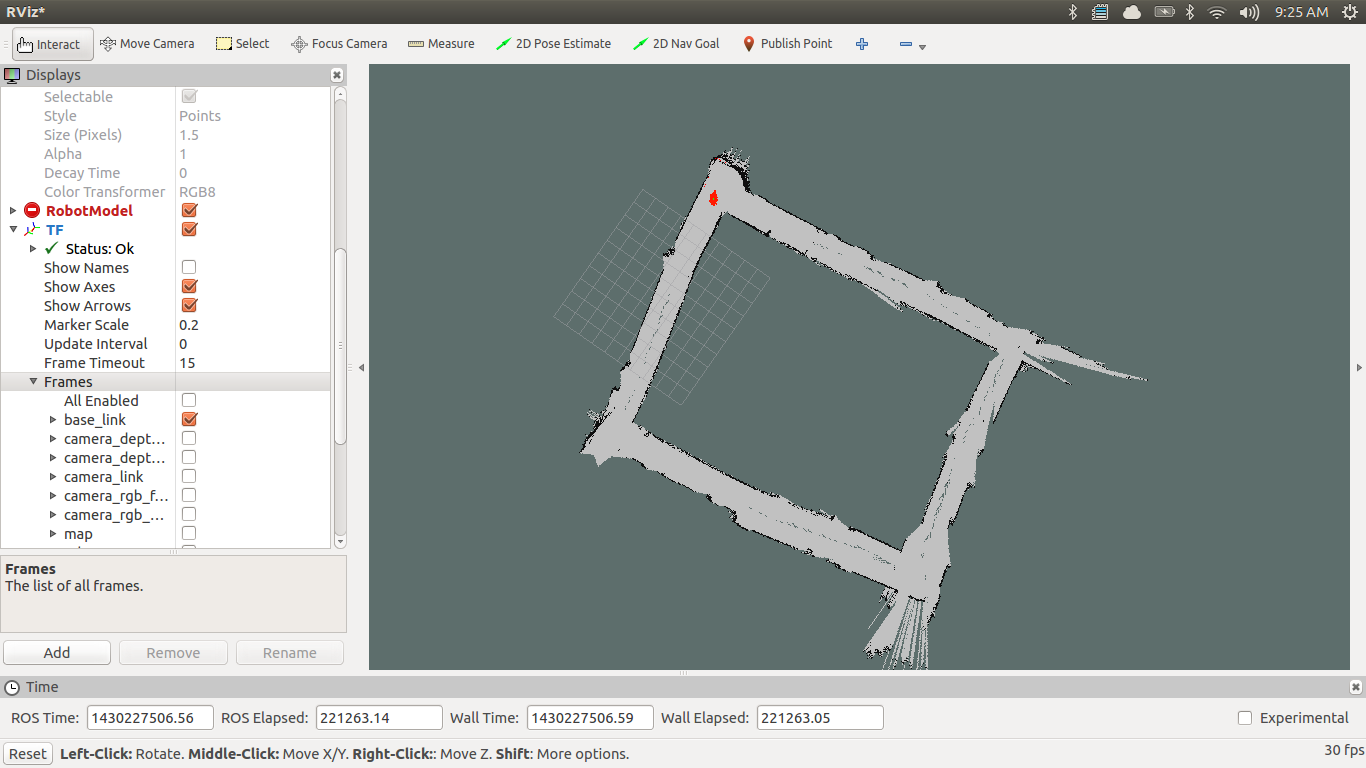 RViz*
9:25 AM
Interact Move Camera Select Focus Camera Measure 2D Pose Estimate 2D Nav Goal Publish Point
Displays
Selectable
Style Points
Size (Pixels) 1.5
Alpha 1
Decay Time 0
Color Transformer RGB8
RobotModel
TF
Status: Ok
Show Names
Show Axes
Show Arrows
Marker Scale 0.2
Update Interval 0
Frame Timeout 15
Frames
All Enabled
base_link
camera_dept...
camera_dept...
camera_link
camera_rgb_f...
camera_rgb_...
map
Frames
The list of all frames.
Add Remove Rename
Time
ROS Time: 1430227506.56 ROS Elapsed: 221263.14 Wall Time: 1430227506.59 Wall Elapsed: 221263.05 Experimental
Reset Left-Click: Rotate. Middle-Click: Move X/Y. Right-Click:: Move Z. Shift: More options. 30 fps